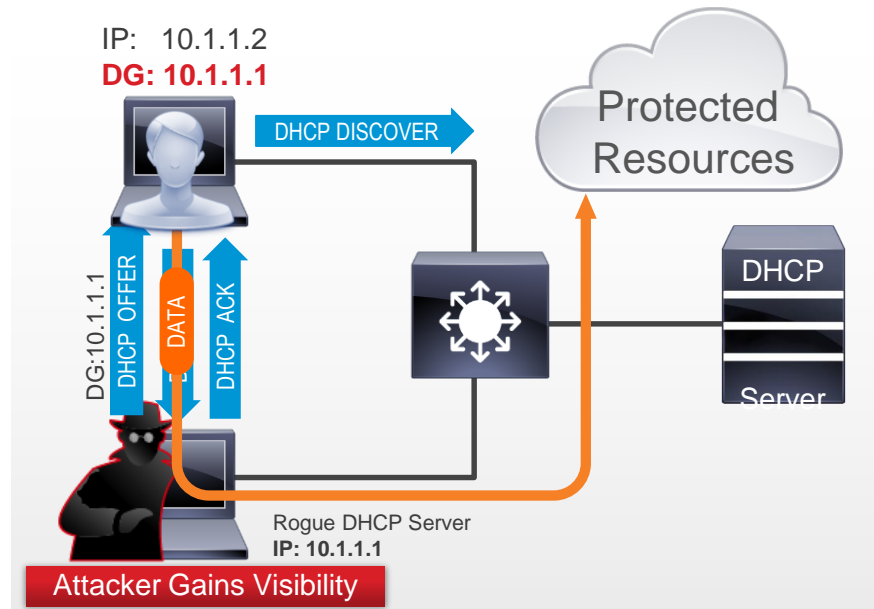 IP: 10.1.1.2
DG: 10.1.1.1
DHCP DISCOVER
Protected
Resources
DG:10.1.1.1
DHCP OFFER
DATA
DHCP ACK
DHCP
Server
Rogue DHCP Server
IP: 10.1.1.1
Attacker Gains Visibility